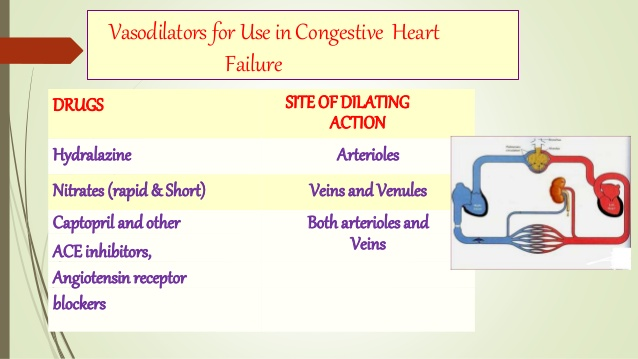 Vasodilators for Use in Congestive Heart
Failure
DRUGS
SITE OF DILATING
ACTION
Hydralazine
Arterioles
Nitrates (rapid & Short)
Veins and Venules
Captopril and other
ACE inhibitors,
Angiotensin receptor
blockers
Both arterioles and
Veins